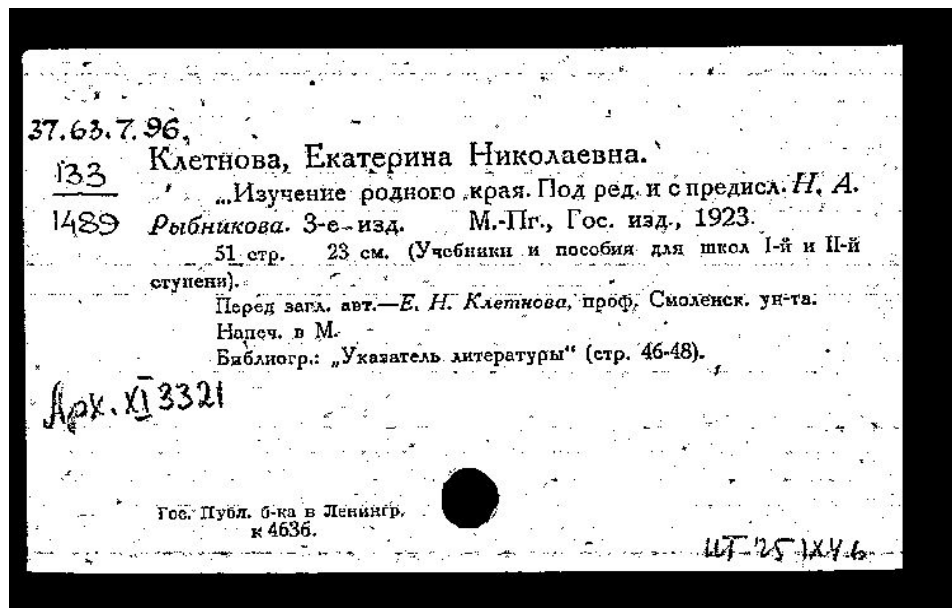 37.63.7.96.
133
1489
Клетнова, Екатерина Николаевна.
„Изучение родного края. Под ред. и с предисл. Н. А.
Рыбникова. 3-е изд. М.-Пг., Гос. изд., 1923.
51 стр. 23 см. (Учебники и пособия для школ I-й и II-й
ступени).
Перед загл. авт.—Е. Н. Клетнова, проф. Смоленск. ун-та.
Напеч. в М.
Библиогр.: „Указатель литературы“ (стр. 46-48).
Арх. XI 3321
Гос. Публ. б-ка в Ленингр.
к 4636.